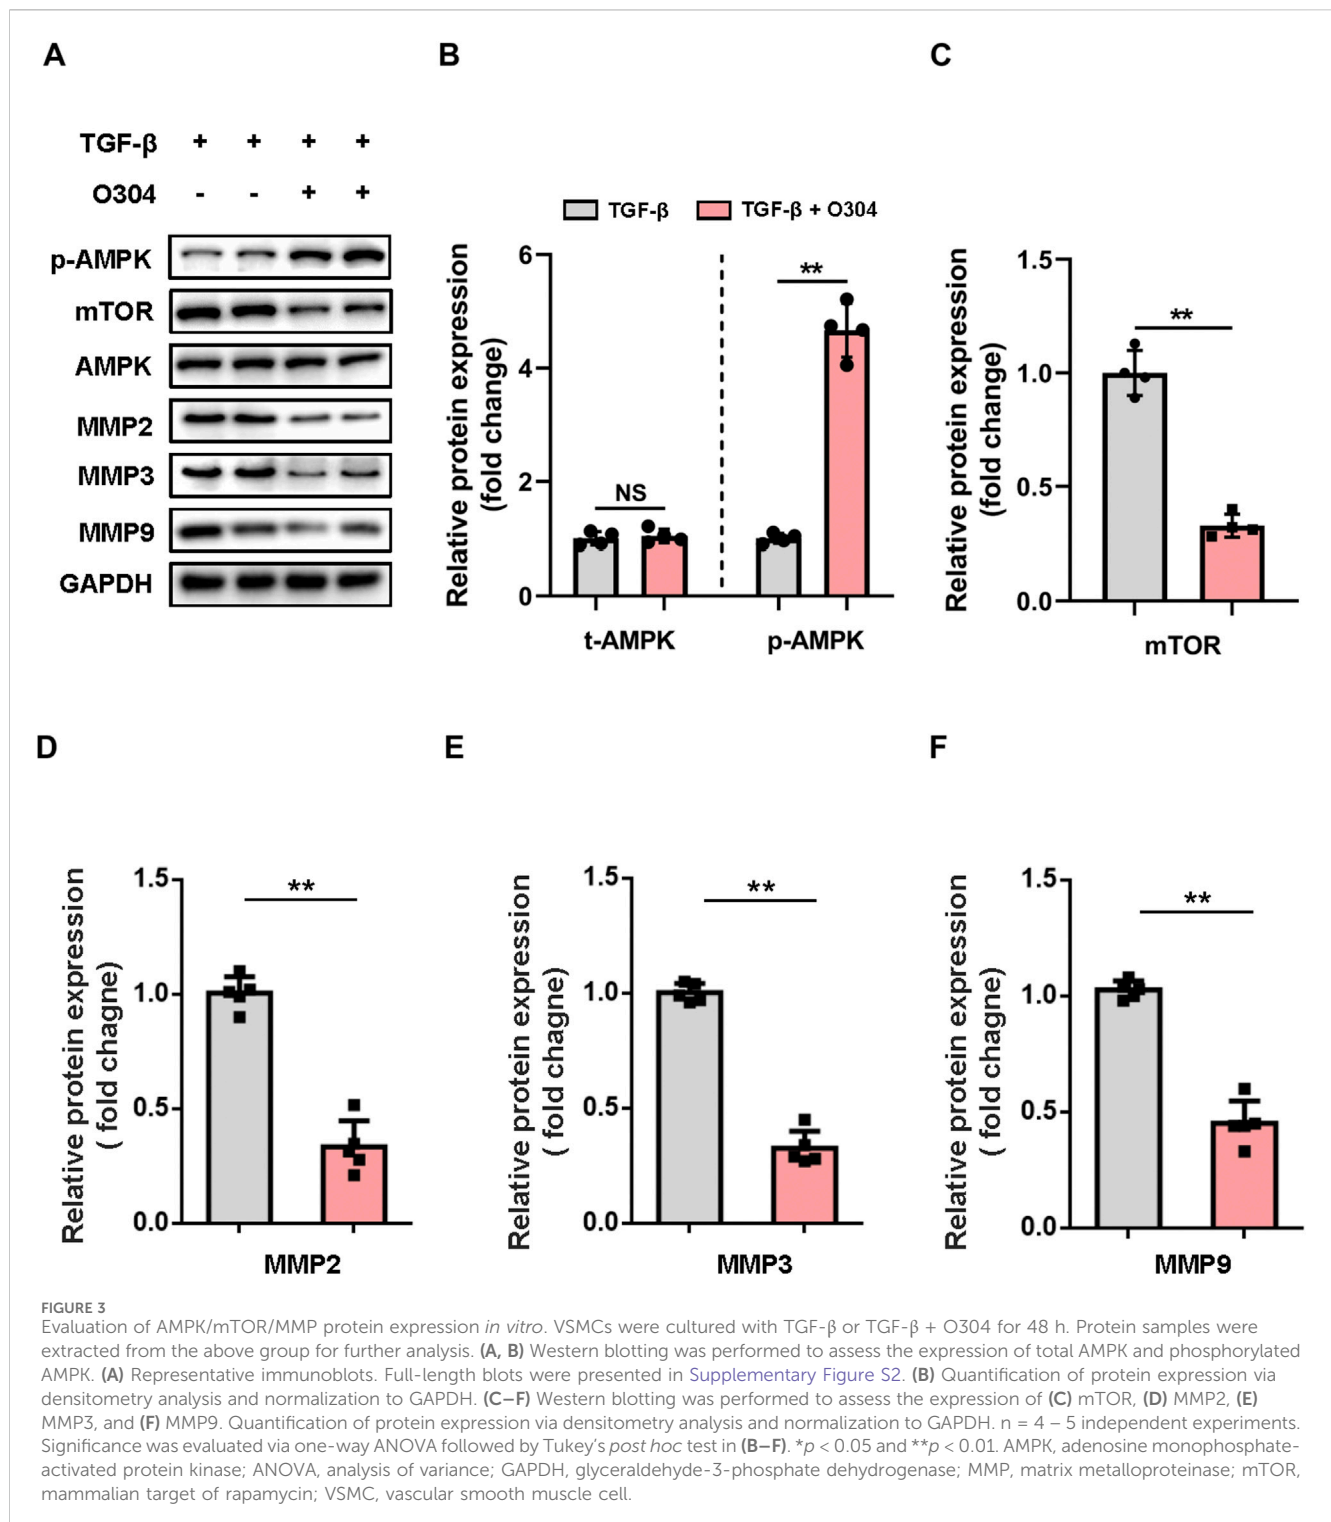 A
TGF-β + + + +
O304 - - + +
p-AMPK
mTOR
AMPK
MMP2
MMP3
MMP9
GAPDH
B
TGF-β TGF-β + O304
Relative protein expression
(fold change)
6
4
2
0
NS
**
t-AMPK p-AMPK
C
Relative protein expression
(fold change)
1.5
1.0
0.5
0.0
**
mTOR
D
Relative protein expression
( fold chagne)
1.5
1.0
0.5
0.0
**
MMP2
E
Relative protein expression
( fold chagne)
1.5
1.0
0.5
0.0
**
MMP3
F
Relative protein expression
( fold chagne)
1.5
1.0
0.5
0.0
**
MMP9
FIGURE 3
Evaluation of AMPK/mTOR/MMP protein expression in vitro. VSMCs were cultured with TGF-β or TGF-β + O304 for 48 h. Protein samples were
extracted from the above group for further analysis. (A, B) Western blotting was performed to assess the expression of total AMPK and phosphorylated
AMPK. (A) Representative immunoblots. Full-length blots were presented in Supplementary Figure S2. (B) Quantification of protein expression via
densitometry analysis and normalization to GAPDH. (C–F) Western blotting was performed to assess the expression of (C) mTOR, (D) MMP2, (E)
MMP3, and (F) MMP9. Quantification of protein expression via densitometry analysis and normalization to GAPDH. n = 4 – 5 independent experiments.
Significance was evaluated via one-way ANOVA followed by Tukey's post hoc test in (B–F). *p < 0.05 and **p < 0.01. AMPK, adenosine monophosphate-
activated protein kinase; ANOVA, analysis of variance; GAPDH, glyceraldehyde-3-phosphate dehydrogenase; MMP, matrix metalloproteinase; mTOR,
mammalian target of rapamycin; VSMC, vascular smooth muscle cell.